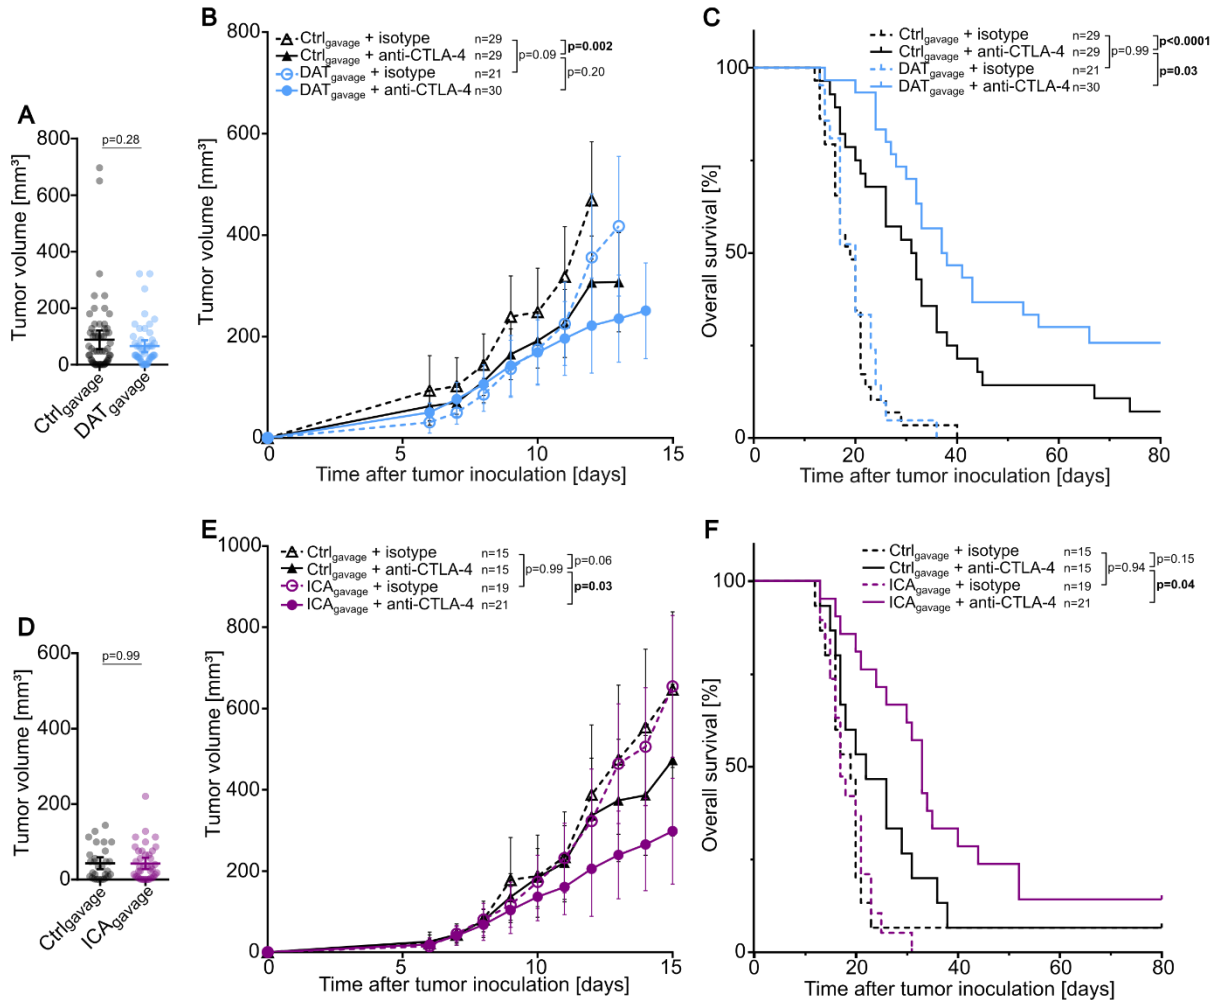 A
p=0.28
Tumor volume [mm³]
800
600
400
200
0
Ctrlgavage
DATgavage
B
Ctrlgavage + isotype n=29
Ctrlgavage + anti-CTLA-4 n=29
DATgavage + isotype n=21
DATgavage + anti-CTLA-4 n=30
p=0.09
p=0.002
p=0.20
Tumor volume [mm³]
800
600
400
200
0
0 5 10 15
Time after tumor inoculation [days]
C
Ctrlgavage + isotype n=29
Ctrlgavage + anti-CTLA-4 n=29
DATgavage + isotype n=21
DATgavage + anti-CTLA-4 n=30
p=0.99
p<0.0001
p=0.03
Overall survival [%]
100
50
0
0 20 40 60 80
Time after tumor inoculation [days]
D
p=0.99
Tumor volume [mm³]
600
400
200
0
Ctrlgavage
ICAgavage
E
Ctrlgavage + isotype n=15
Ctrlgavage + anti-CTLA-4 n=15
ICAgavage + isotype n=19
ICAgavage + anti-CTLA-4 n=21
p=0.99
p=0.06
p=0.03
Tumor volume [mm³]
1000
800
600
400
200
0
0 5 10 15
Time after tumor inoculation [days]
F
Ctrlgavage + isotype n=15
Ctrlgavage + anti-CTLA-4 n=15
ICAgavage + isotype n=19
ICAgavage + anti-CTLA-4 n=21
p=0.94
p=0.15
p=0.04
Overall survival [%]
100
50
0
0 20 40 60 80
Time after tumor inoculation [days]